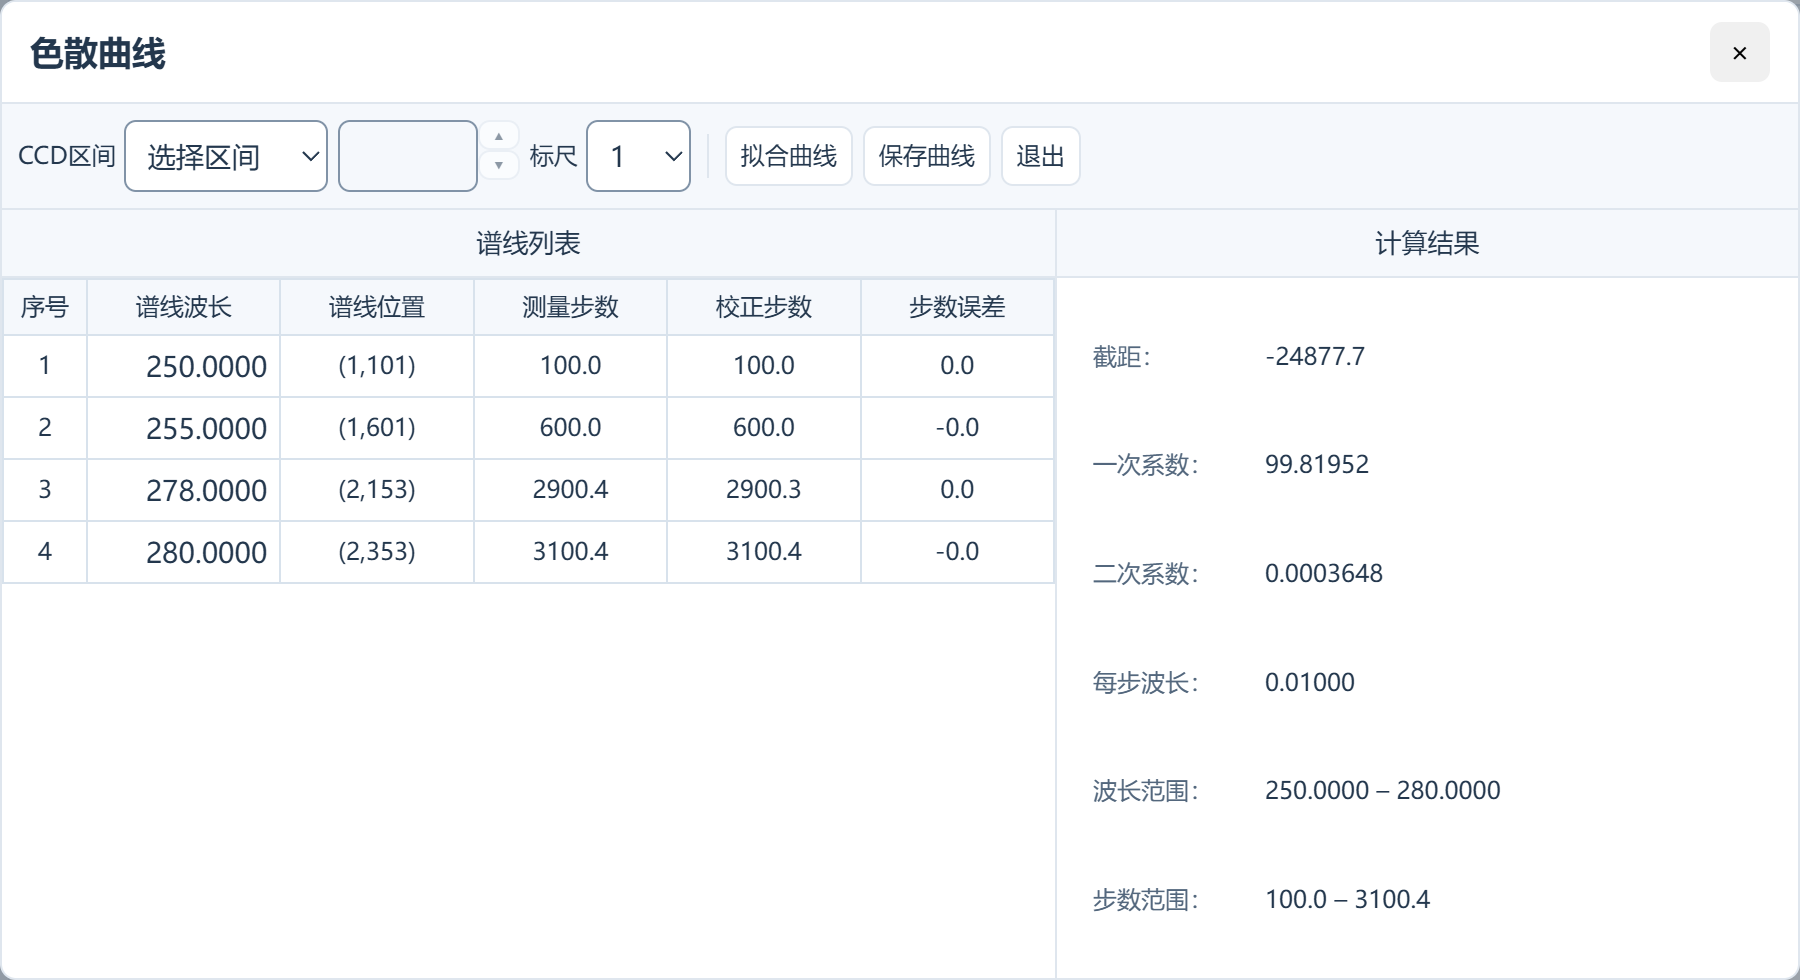 色散曲线
×
CCD区间 选择区间 标尺 1 拟合曲线 保存曲线 退出
谱线列表
序号 谱线波长 谱线位置 测量步数 校正步数 步数误差
1 250.0000 (1,101) 100.0 100.0 0.0
2 255.0000 (1,601) 600.0 600.0 -0.0
3 278.0000 (2,153) 2900.4 2900.3 0.0
4 280.0000 (2,353) 3100.4 3100.4 -0.0
计算结果
截距: -24877.7
一次系数: 99.81952
二次系数: 0.0003648
每步波长: 0.01000
波长范围: 250.0000 – 280.0000
步数范围: 100.0 – 3100.4